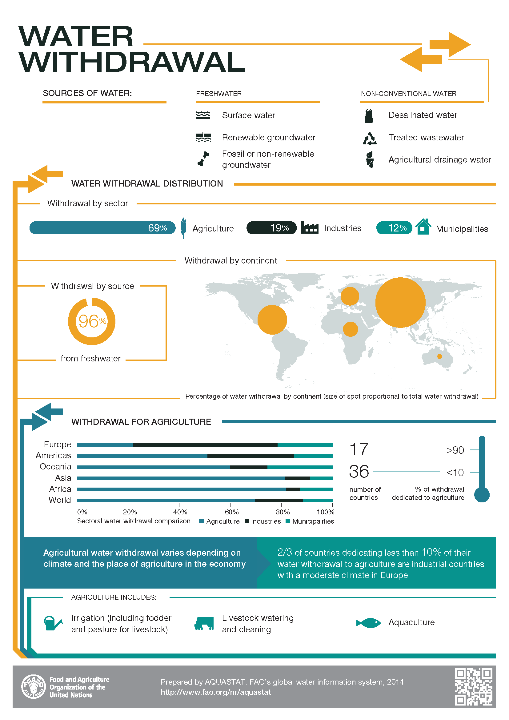 WATER
WITHDRAWAL
SOURCES OF WATER:
FRESHWATER
Surface water
Renewable groundwater
Fossil or non-renewable
groundwater
NON-CONVENTIONAL WATER
Desalinated water
Treated wastewater
Agricultural drainage water
WATER WITHDRAWAL DISTRIBUTION
Withdrawal by sector
69% Agriculture
19% Industries
12% Municipalities
Withdrawal by source
96%
from freshwater
Withdrawal by continent
Percentage of water withdrawal by continent (size of spot proportional to total water withdrawal)
WITHDRAWAL FOR AGRICULTURE
Europe
Americas
Oceania
Asia
Africa
World
0% 20% 40% 60% 80% 100%
Sectoral water withdrawal comparison Agriculture Industries Municipalities
17 >90
36 <10
number of
countries
% of withdrawal
dedicated to agriculture
Agricultural water withdrawal varies depending on
climate and the place of agriculture in the economy
2/3 of countries dedicating less than 10% of their
water withdrawal to agriculture are industrial countries
with a moderate climate in Europe
AGRICULTURE INCLUDES:
Irrigation (including fodder
and pasture for livestock)
Livestock watering
and cleaning
Aquaculture
Food and Agriculture
Organization of the
United Nations
Prepared by AQUASTAT, FAO's global water information system, 2014
http://www.fao.org/nr/aquastat